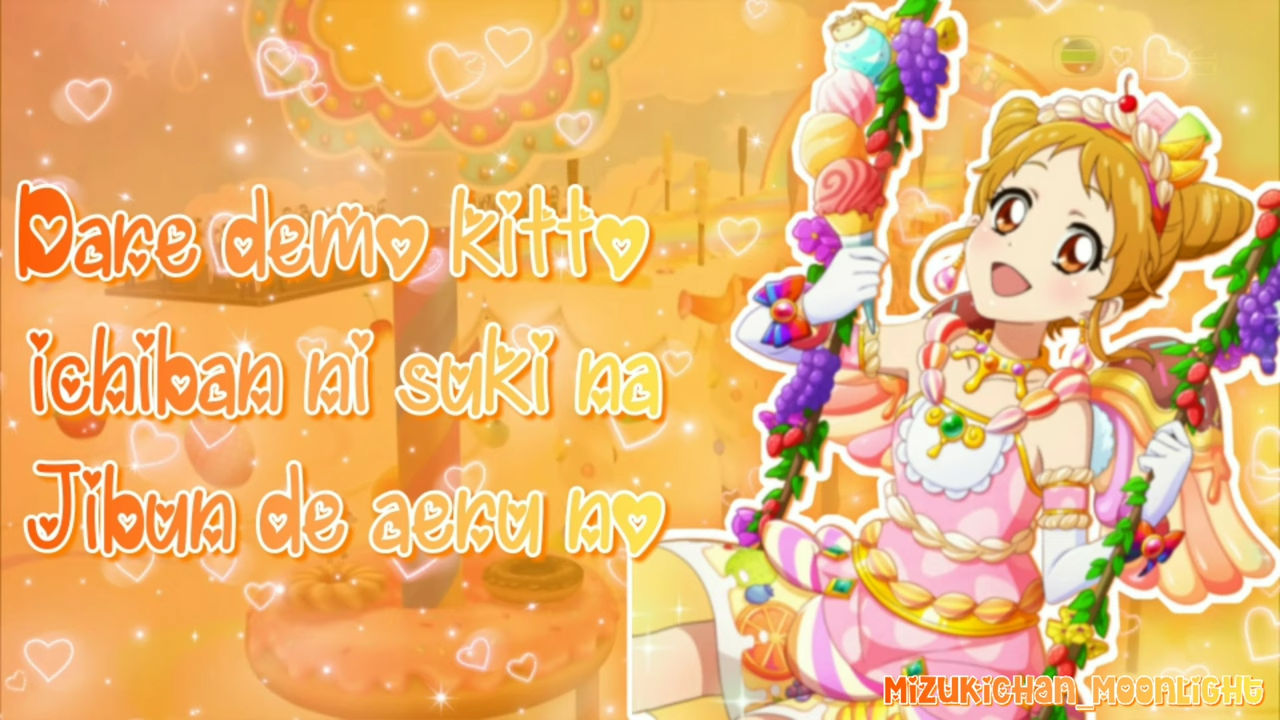 Dare demo kitto
ichiban ni suki na
Jibun de aeru no
MIZUKICHAN_MOONLIGHT